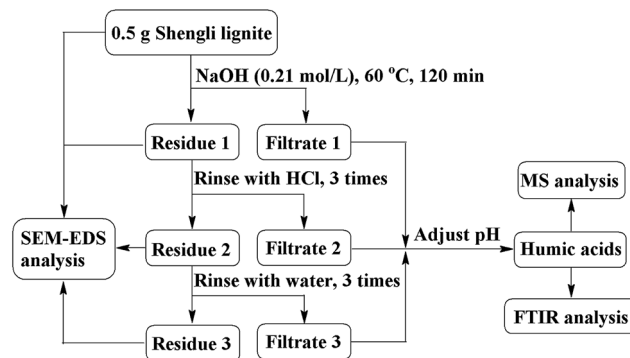 0.5 g Shengli lignite
NaOH (0.21 mol/L), 60 °C, 120 min
Residue 1
Filtrate 1
Rinse with HCl, 3 times
MS analysis
SEM-EDS
analysis
Residue 2
Filtrate 2
Adjust pH
Humic acids
Rinse with water, 3 times
FTIR analysis
Residue 3
Filtrate 3